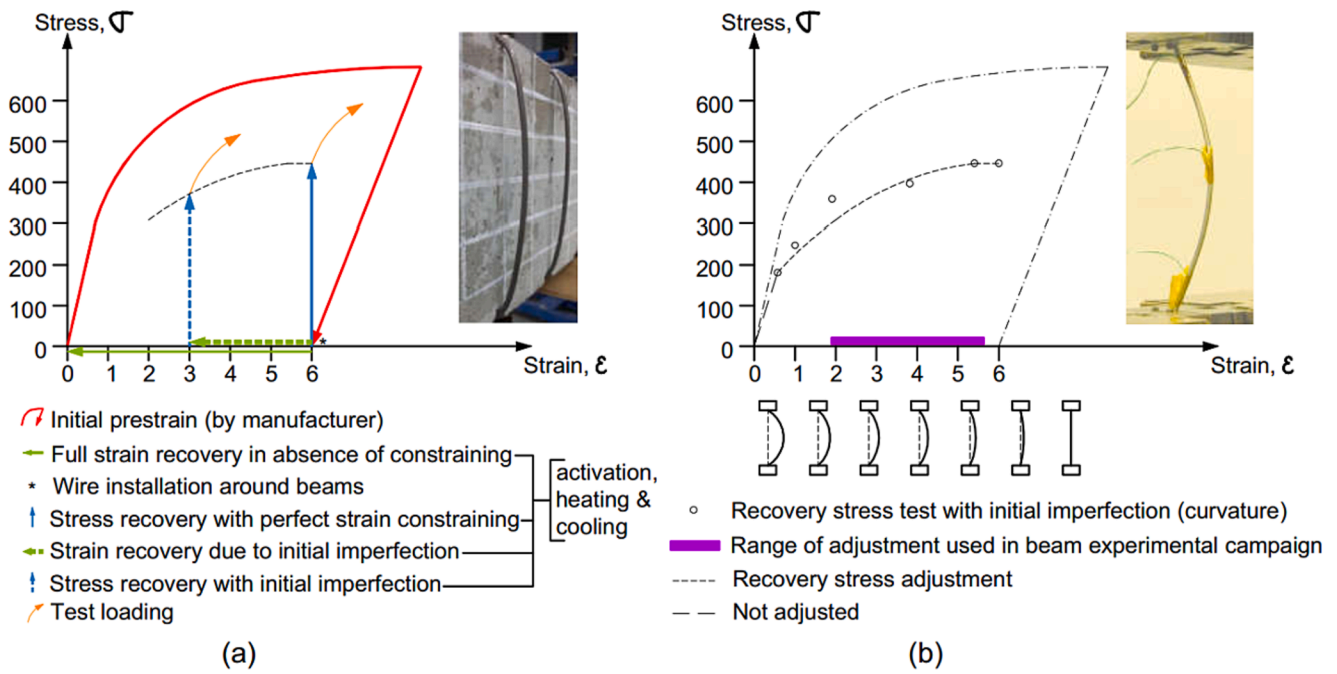 Stress, σ
600
500
400
300
200
100
0
0 1 2 3 4 5 6
*
Strain, ε
Initial prestrain (by manufacturer)
Full strain recovery in absence of constraining
* Wire installation around beams
Stress recovery with perfect strain constraining
Strain recovery due to initial imperfection
Stress recovery with initial imperfection
Test loading
activation,
heating &
cooling
(a)
Stress, σ
600
500
400
300
200
100
0
0 1 2 3 4 5 6
Strain, ε
Recovery stress test with initial imperfection (curvature)
Range of adjustment used in beam experimental campaign
Recovery stress adjustment
Not adjusted
(b)